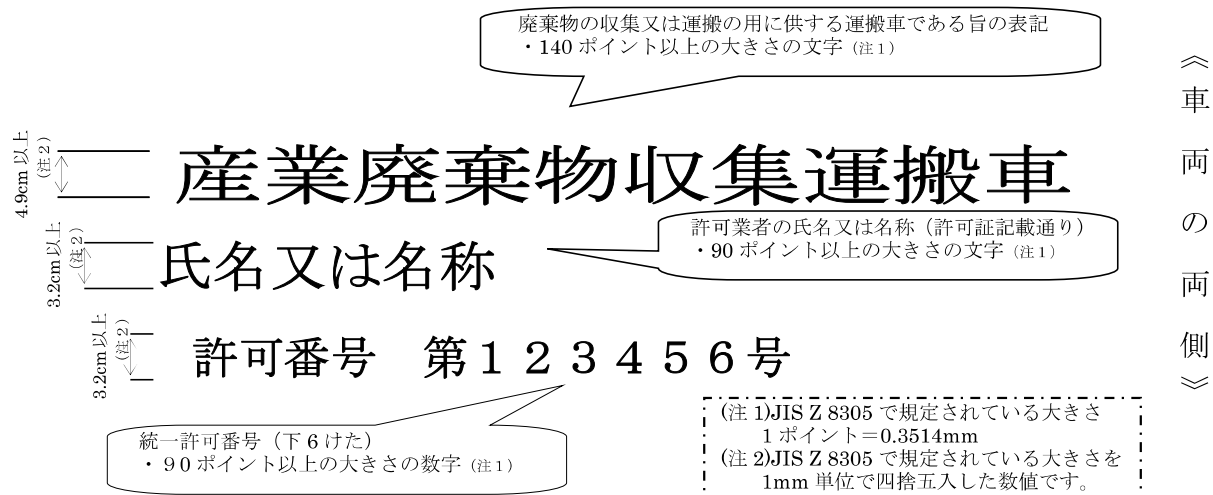 廃棄物の収集又は運搬の用に供する運搬車である旨の表記
・140 ポイント以上の大きさの文字（注１）
4.9cm 以上
（注２）
産業廃棄物収集運搬車
許可業者の氏名又は名称（許可証記載通り）
・90 ポイント以上の大きさの文字（注１）
3.2cm 以上
（注２）
氏名又は名称
3.2cm 以上
（注２）
許可番号　第１２３４５６号
統一許可番号（下６けた）
・９０ポイント以上の大きさの数字（注１）
(注 1)JIS Z 8305 で規定されている大きさ
1 ポイント＝0.3514mm
(注 2)JIS Z 8305 で規定されている大きさを
1mm 単位で四捨五入した数値です。
《車両の両側》